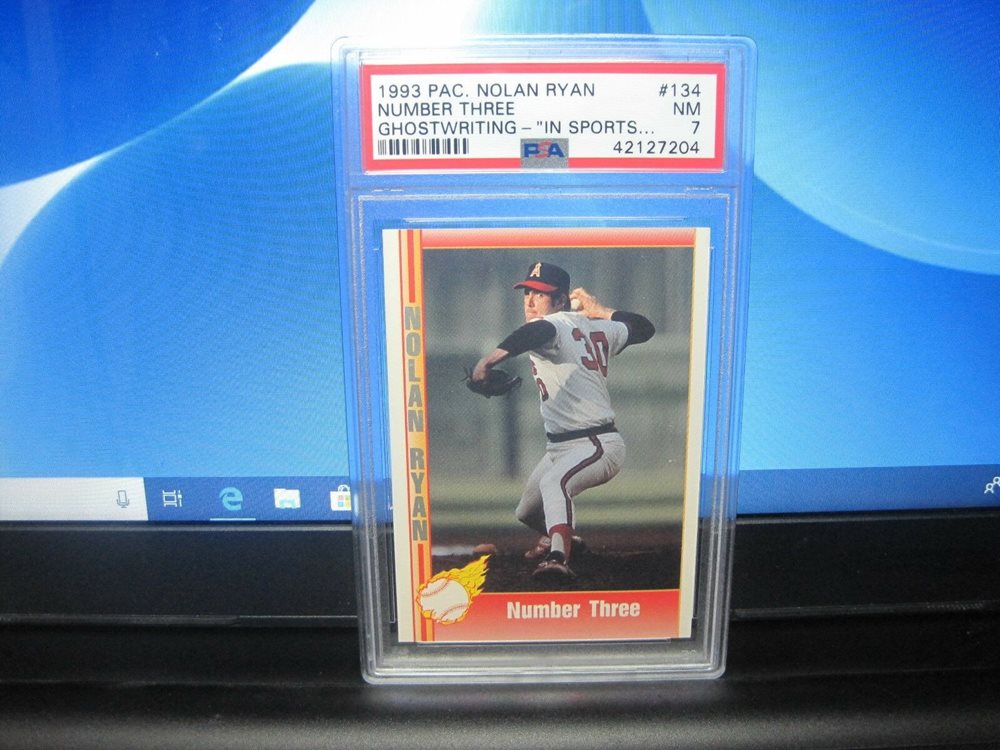 1993 PAC. NOLAN RYAN #134
NUMBER THREE NM
GHOSTWRITING - "IN SPORTS... 7
PSA 42127204
A
30
NOLAN RYAN
Number Three